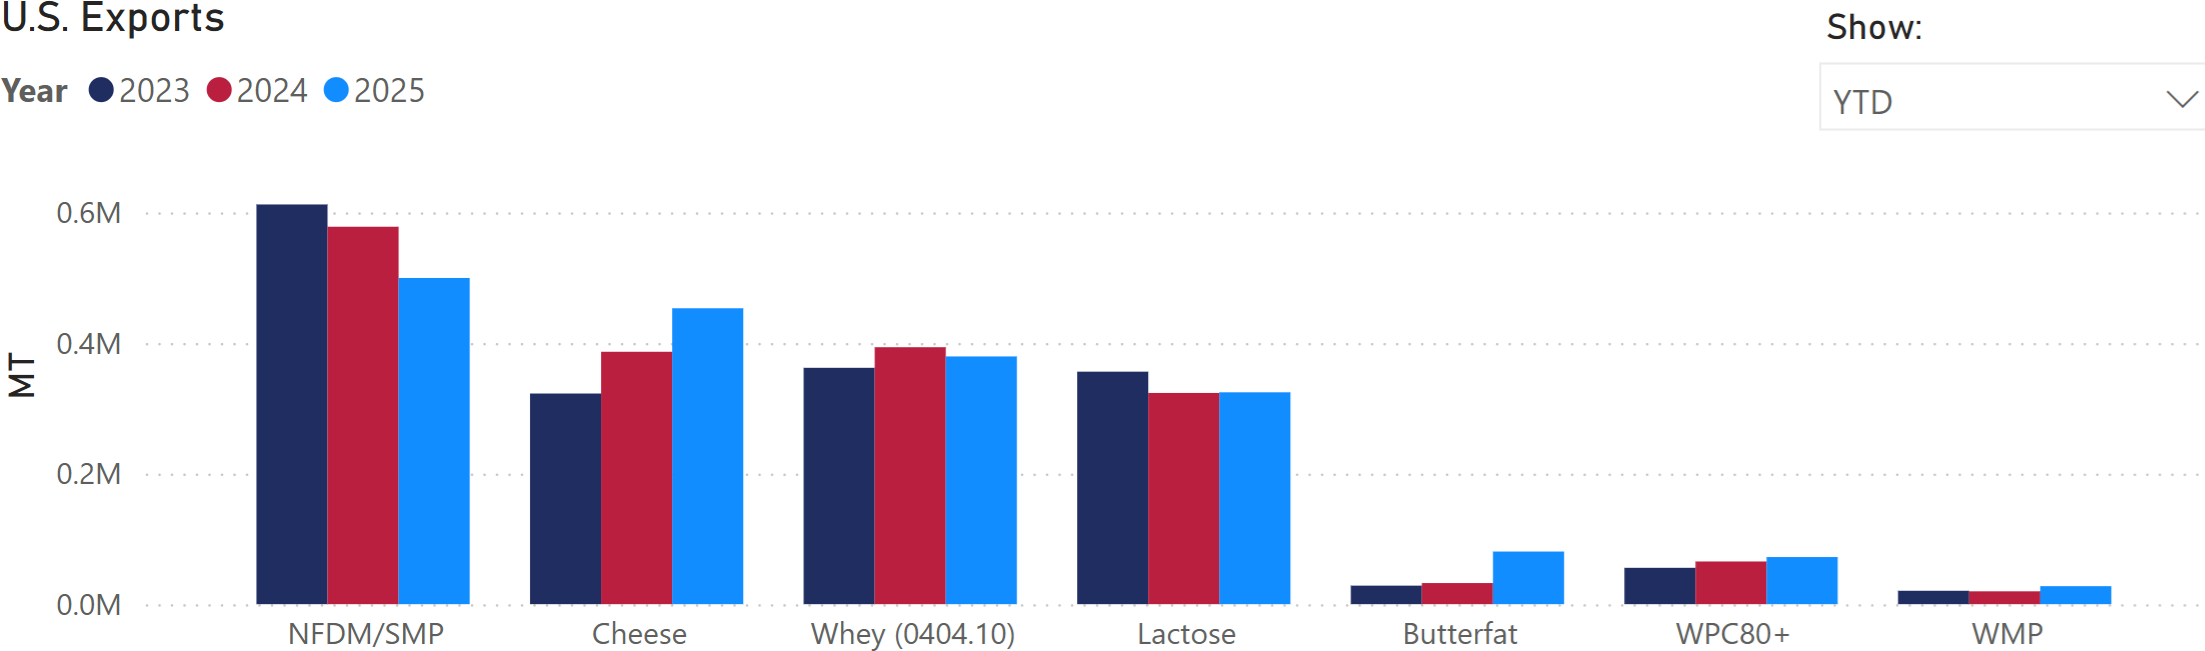 U.S. Exports
Show:
Year 2023 2024 2025
YTD
0.6M
0.4M
0.2M
0.0M
MT
NFDM/SMP Cheese Whey (0404.10) Lactose Butterfat WPC80+ WMP